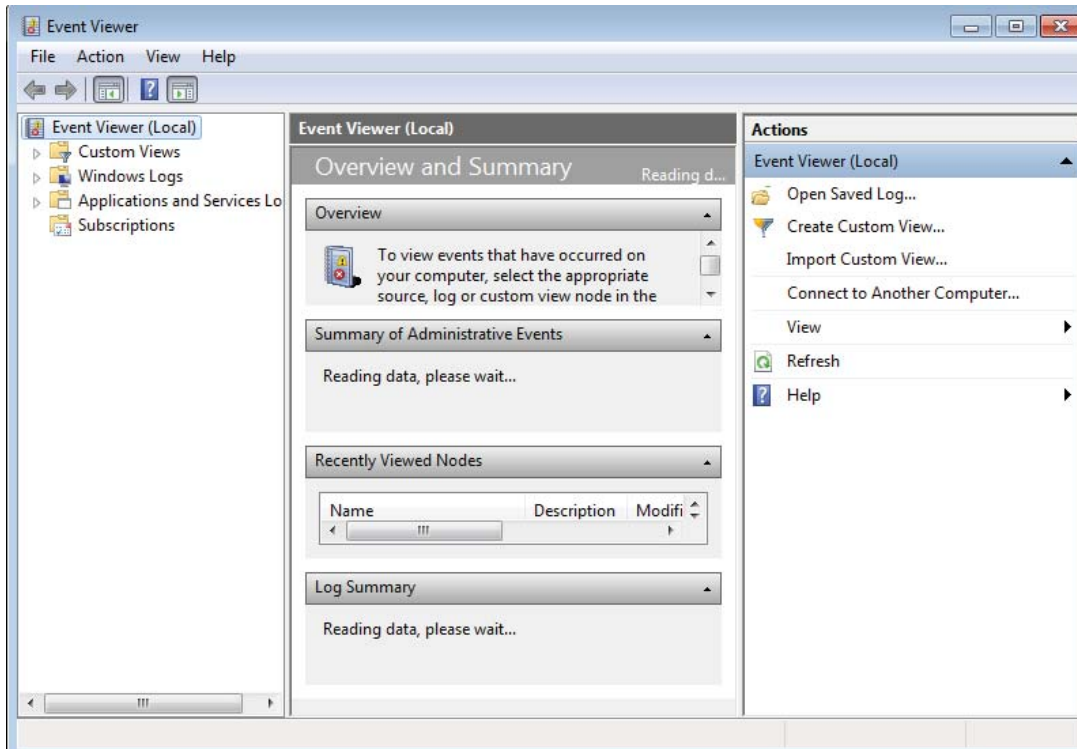 Event Viewer
File Action View Help
Event Viewer (Local)
Custom Views
Windows Logs
Applications and Services Lo
Subscriptions
Event Viewer (Local)
Overview and Summary
Reading d...
Overview
To view events that have occurred on
your computer, select the appropriate
source, log or custom view node in the
Summary of Administrative Events
Reading data, please wait...
Recently Viewed Nodes
Name Description Modifi
Log Summary
Reading data, please wait...
Actions
Event Viewer (Local)
Open Saved Log...
Create Custom View...
Import Custom View...
Connect to Another Computer...
View
Refresh
Help